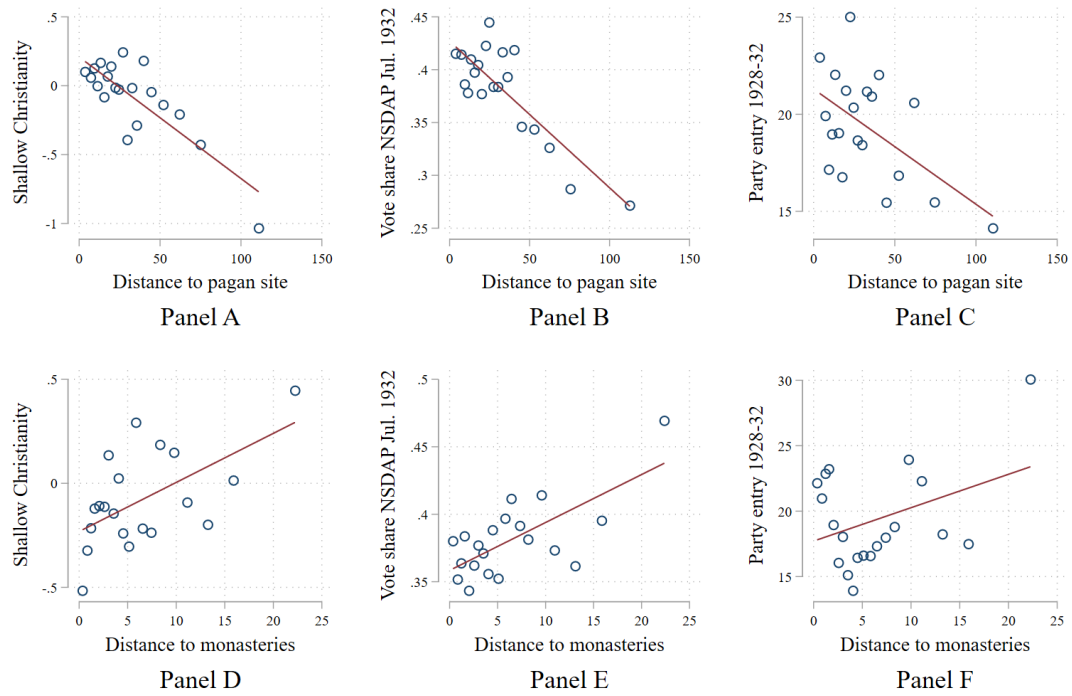 .5
0
-.5
-1
Shallow Christianity
0 50 100 150
Distance to pagan site
Panel A
.45
.4
.35
.3
.25
Vote share NSDAP Jul. 1932
0 50 100 150
Distance to pagan site
Panel B
25
20
15
Party entry 1928-32
0 50 100 150
Distance to pagan site
Panel C
.5
0
-.5
Shallow Christianity
0 5 10 15 20 25
Distance to monasteries
Panel D
.5
.45
.4
.35
Vote share NSDAP Jul. 1932
0 5 10 15 20 25
Distance to monasteries
Panel E
30
25
20
15
Party entry 1928-32
0 5 10 15 20 25
Distance to monasteries
Panel F